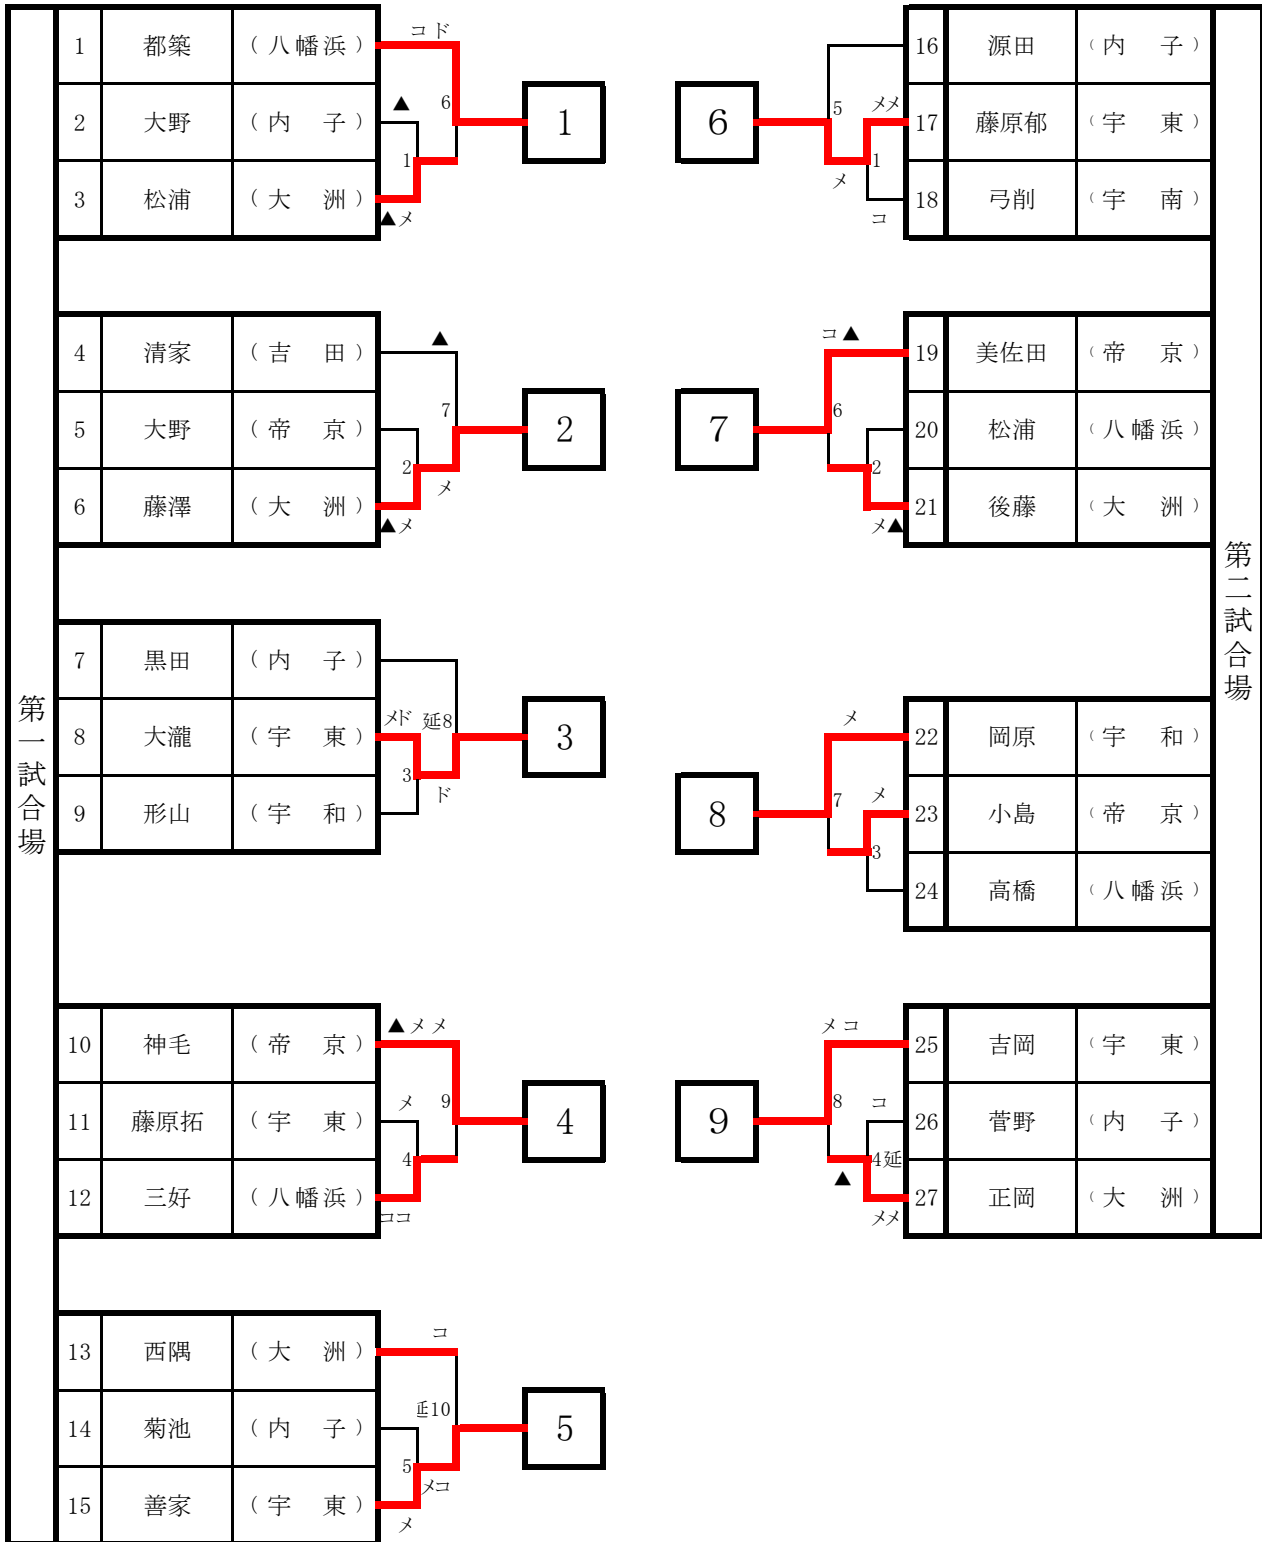 第一試合場
コド
1 都築 （八幡浜）
▲ 6
2 大野 （内 子） 1
1
3 松浦 （大 洲）
▲メ
▲
4 清家 （吉 田）
7
5 大野 （帝 京） 2
2 メ
6 藤澤 （大 洲）
▲メ
7 黒田 （内 子）
メド 延8
8 大瀧 （宇 東） 3
3 ド
9 形山 （宇 和）
▲メメ
10 神毛 （帝 京）
メ 9
11 藤原拓 （宇 東） 4
4
12 三好 （八幡浜）
ココ
コ
13 西隅 （大 洲）
延10
14 菊池 （内 子） 5
5 メコ
15 善家 （宇 東）
メ
第二試合場
16 源田 （内 子）
5 メメ
6 17 藤原郁 （宇 東）
メ 1
18 弓削 （宇 南）
コ
コ▲
19 美佐田 （帝 京）
6
7 20 松浦 （八幡浜）
2
21 後藤 （大 洲）
メ▲
メ
22 岡原 （宇 和）
7 メ
8 23 小島 （帝 京）
3
24 高橋 （八幡浜）
メコ
25 吉岡 （宇 東）
8 コ
9 26 菅野 （内 子）
4延
▲
27 正岡 （大 洲）
メメ